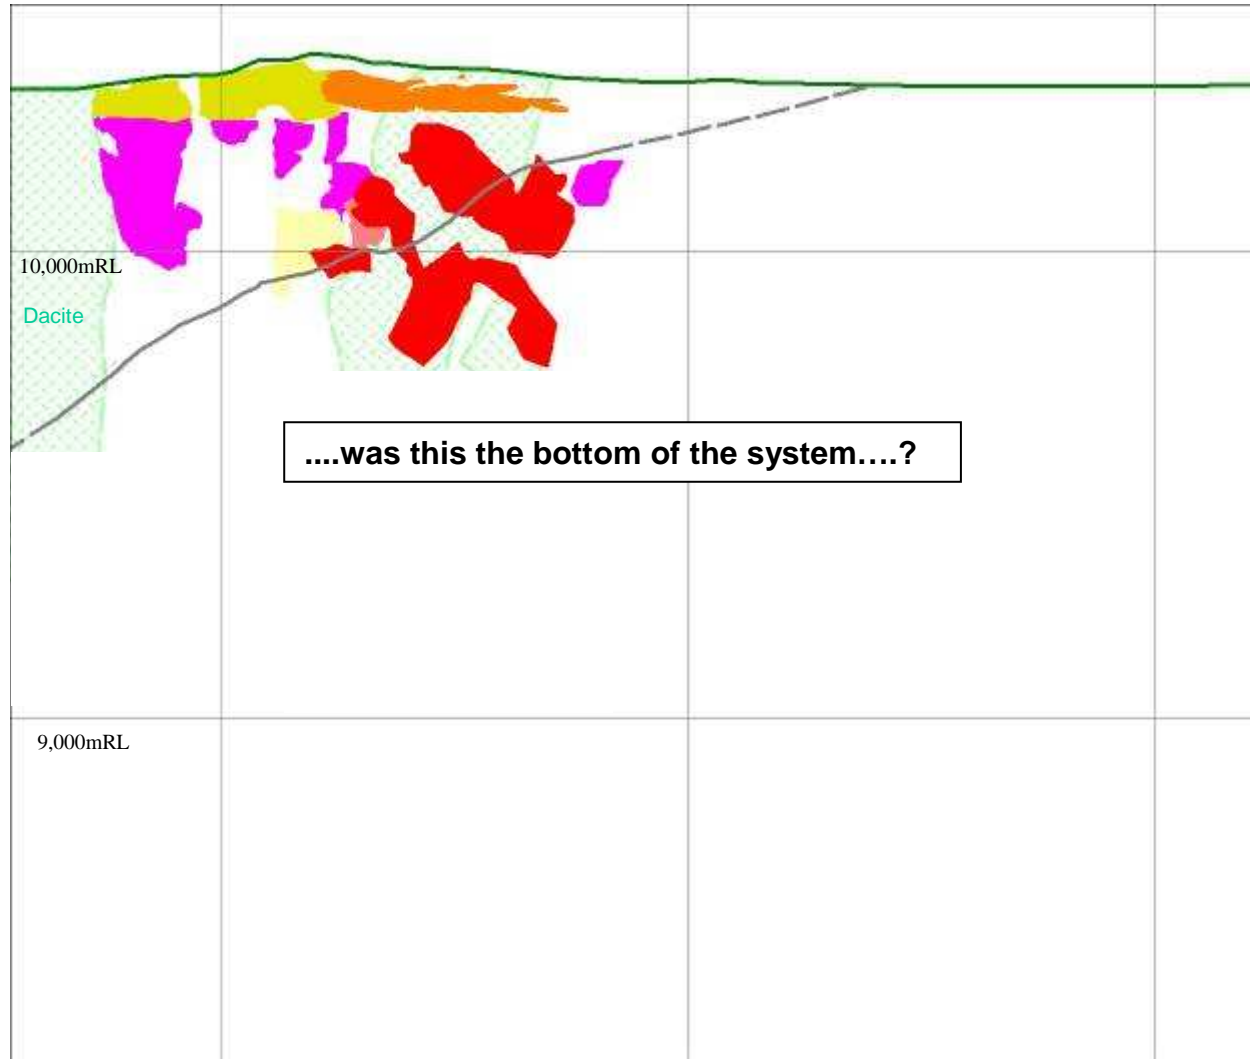 10,000mRL
Dacite
....was this the bottom of the system….?
9,000mRL